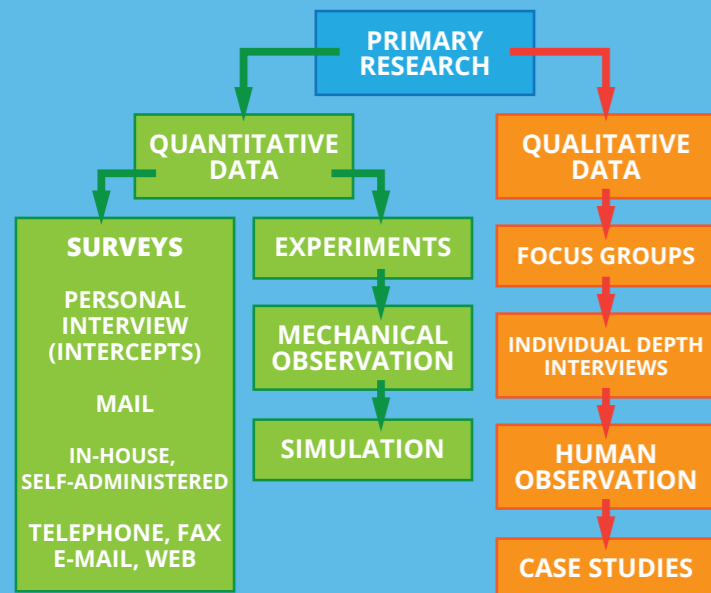 PRIMARY
RESEARCH
QUANTITATIVE
DATA
SURVEYS
PERSONAL
INTERVIEW
(INTERCEPTS)
MAIL
IN-HOUSE,
SELF-ADMINISTERED
TELEPHONE, FAX
E-MAIL, WEB
EXPERIMENTS
MECHANICAL
OBSERVATION
SIMULATION
QUALITATIVE
DATA
FOCUS GROUPS
INDIVIDUAL DEPTH
INTERVIEWS
HUMAN
OBSERVATION
CASE STUDIES